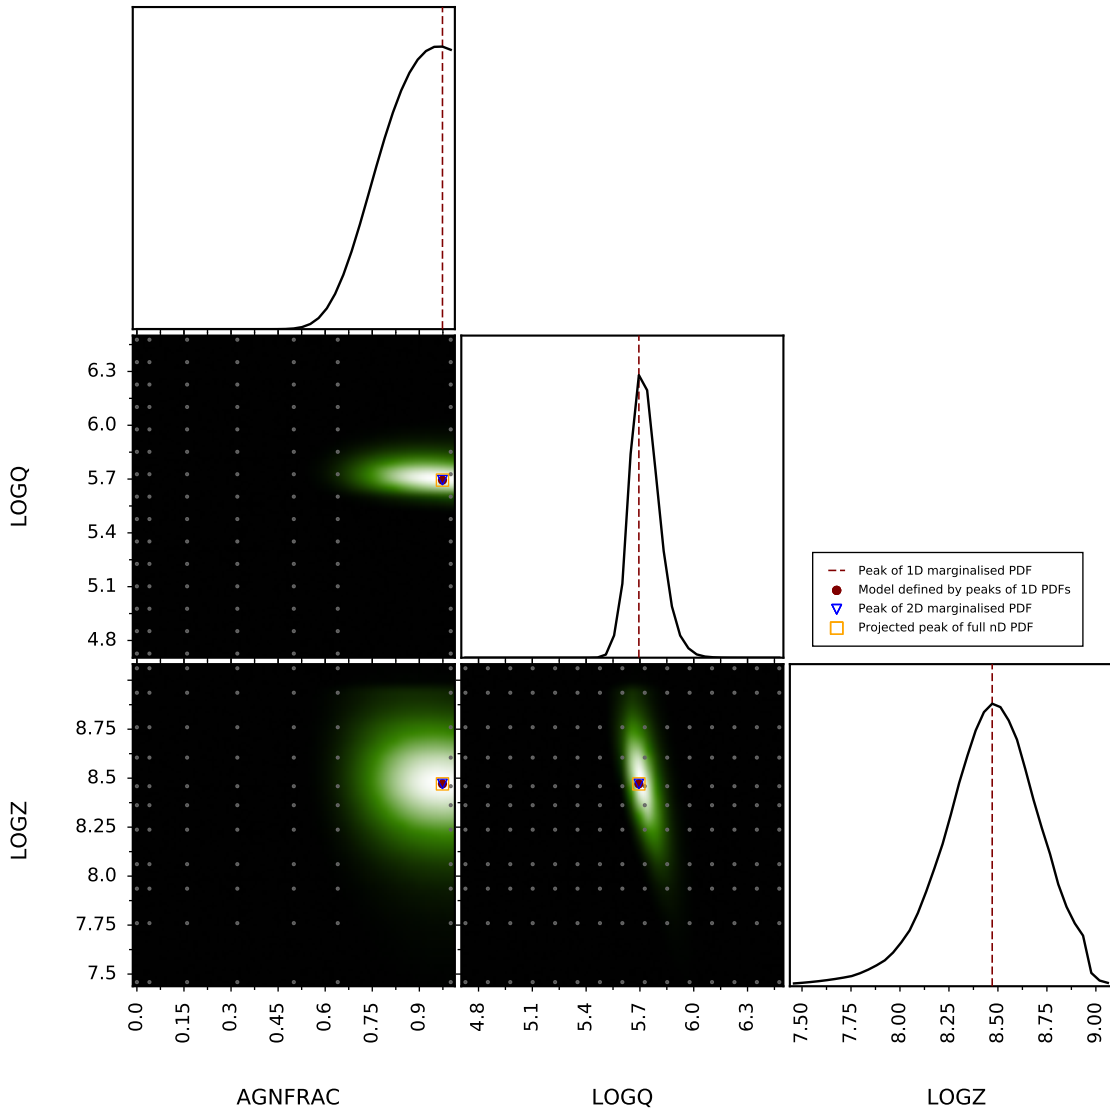 LOGQ
6.3
6.0
5.7
5.4
5.1
4.8
Peak of 1D marginalised PDF
Model defined by peaks of 1D PDFs
Peak of 2D marginalised PDF
Projected peak of full nD PDF
LOGZ
8.75
8.5
8.25
8.0
7.75
7.5
0.0 0.15 0.3 0.45 0.6 0.75 0.9
4.8 5.1 5.4 5.7 6.0 6.3
7.50 7.75 8.00 8.25 8.50 8.75 9.00
AGNFRAC LOGQ LOGZ